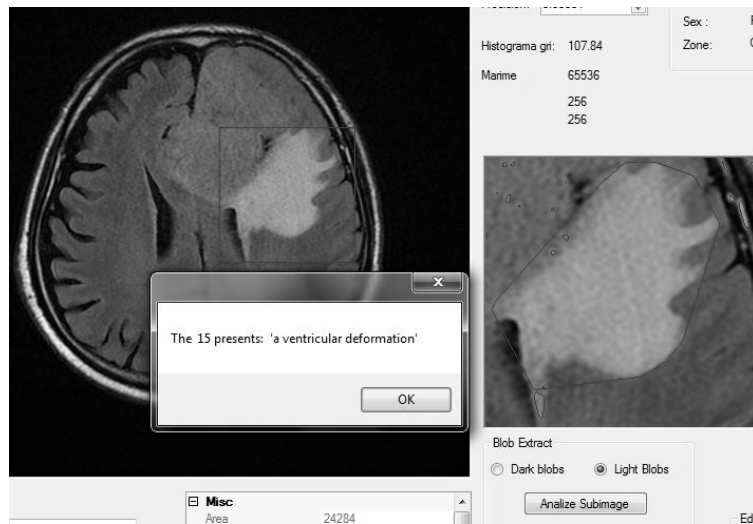 Sex :
Histograma gri: 107.84
Zone:
Marime 65536
256
256
x
The 15 presents: 'a ventricular deformation'
OK
Blob Extract
Dark blobs Light Blobs
Analize Subimage
Misc
Area 24284